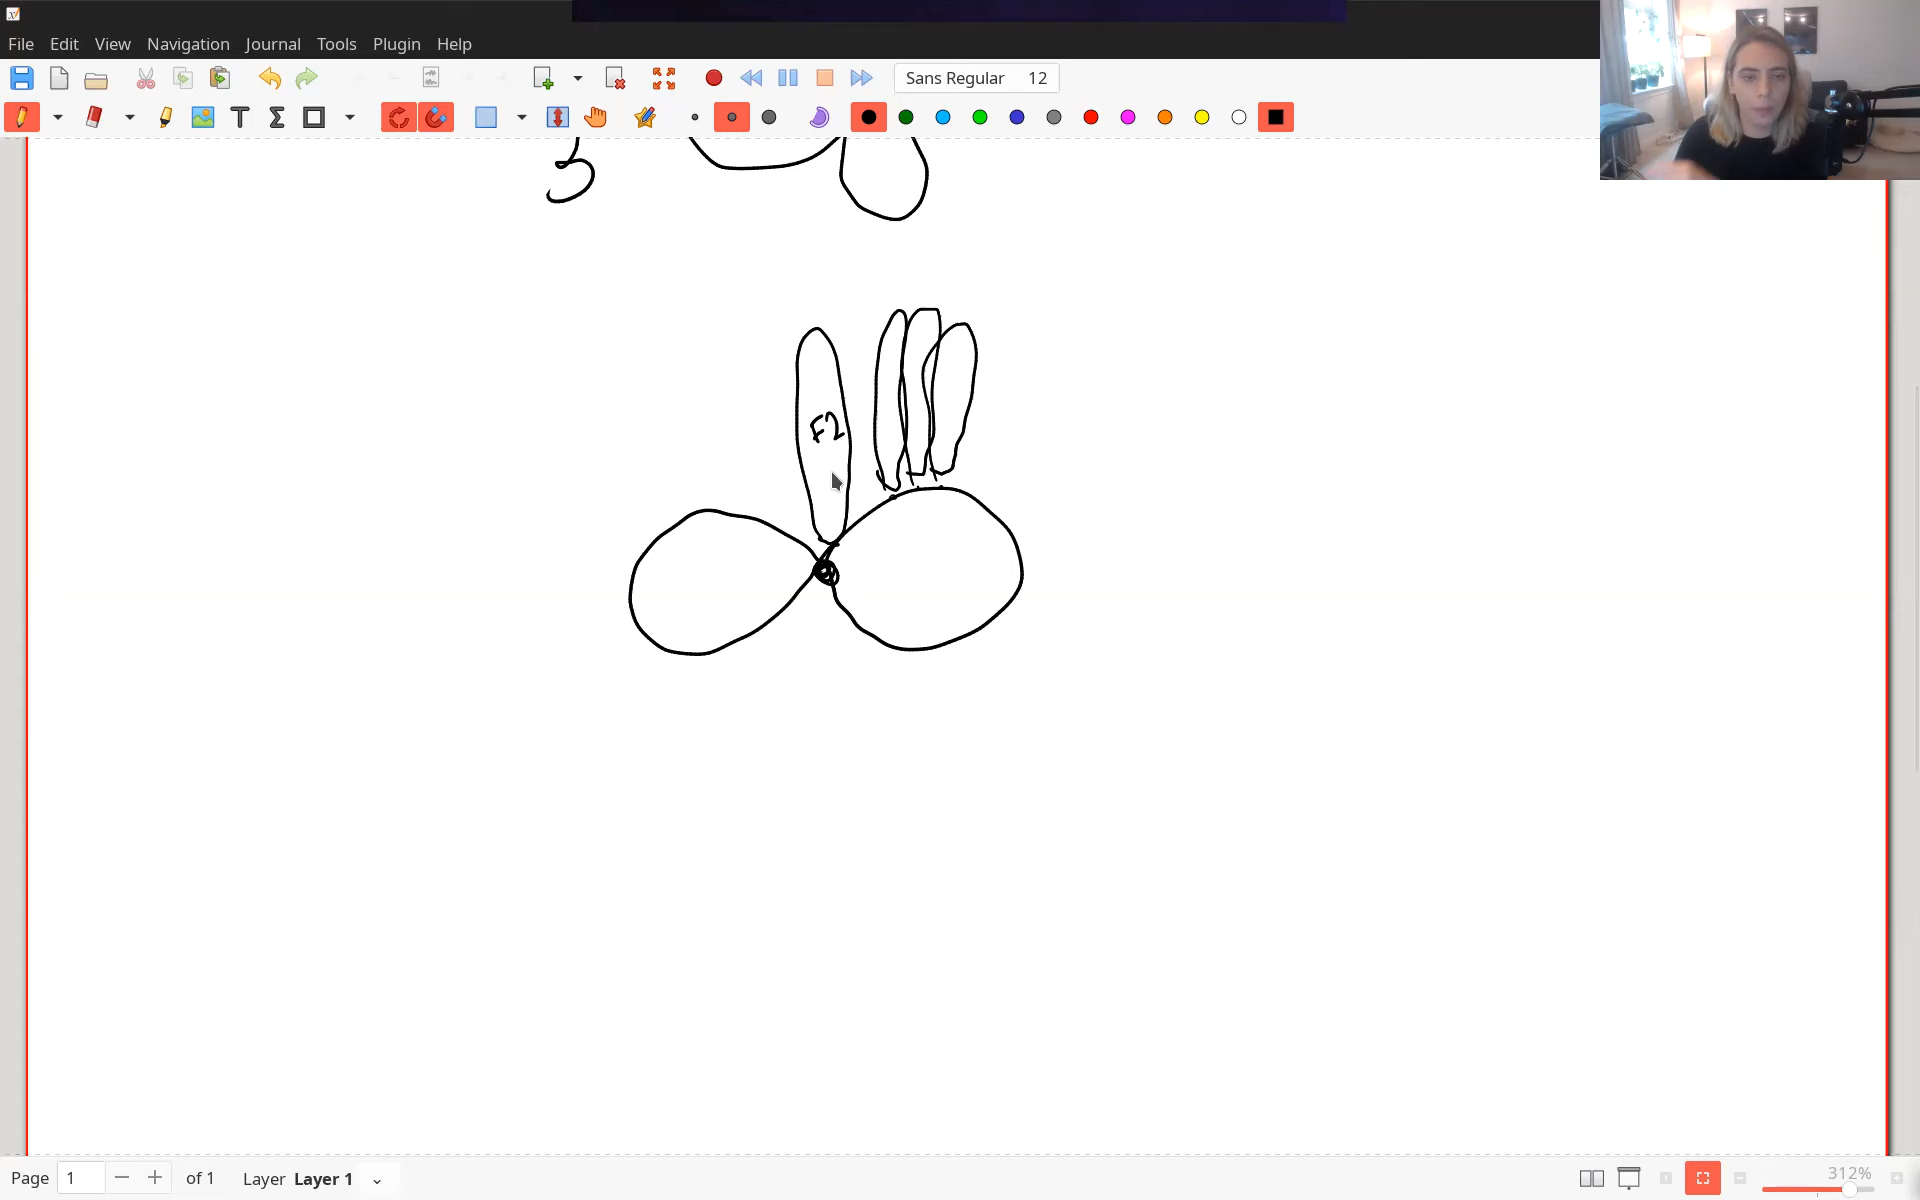 File Edit View Navigation Journal Tools Plugin Help
Sans Regular 12
F2
Page 1 of 1 Layer Layer 1 312%